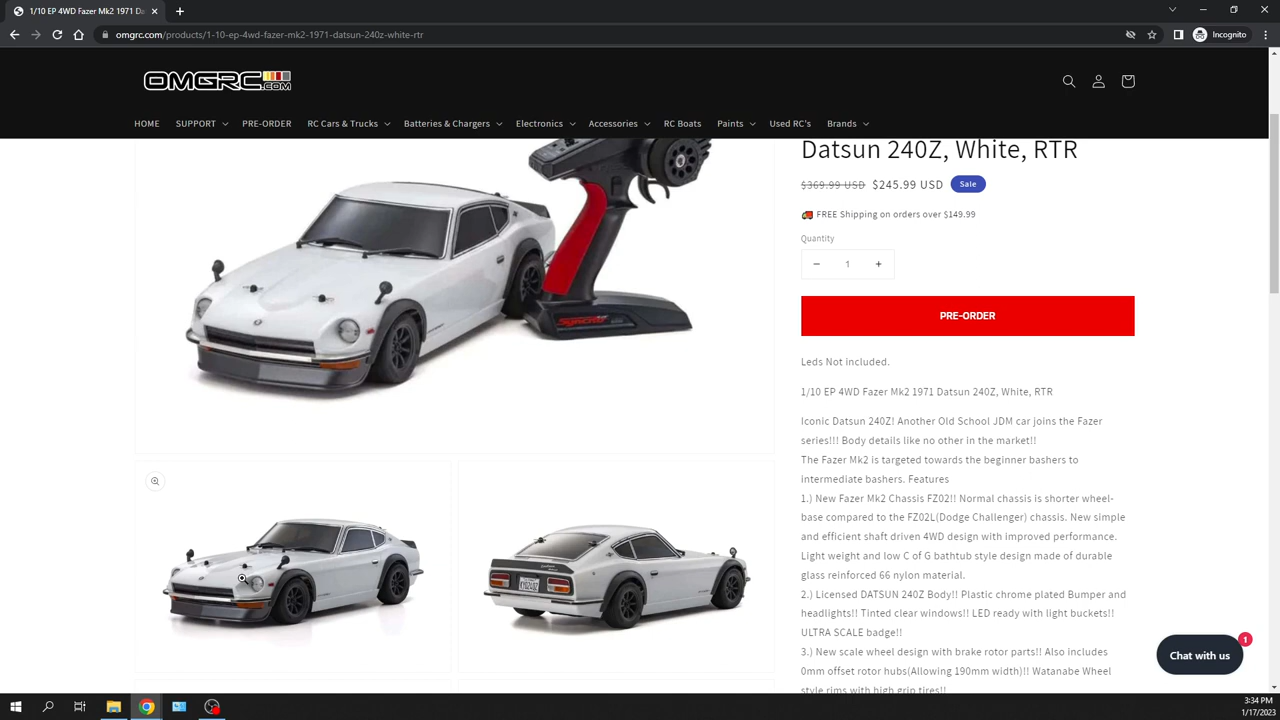 1/10 EP 4WD Fazer Mk2 1971 Da
omgrc.com/products/1-10-ep-4wd-fazer-mk2-1971-datsun-240z-white-rtr
Incognito
OMGRC.COM
HOME
SUPPORT
PRE-ORDER
RC Cars & Trucks
Batteries & Chargers
Electronics
Accessories
RC Boats
Paints
Used RC's
Brands
Datsun 240Z, White, RTR
$369.99 USD $245.99 USD Sale
FREE Shipping on orders over $149.99
Quantity
1
PRE-ORDER
Leds Not included.
1/10 EP 4WD Fazer Mk2 1971 Datsun 240Z, White, RTR
Iconic Datsun 240Z! Another Old School JDM car joins the Fazer
series!!! Body details like no other in the market!!
The Fazer Mk2 is targeted towards the beginner bashers to
intermediate bashers. Features
1.) New Fazer Mk2 Chassis FZ02!! Normal chassis is shorter wheel-
base compared to the FZ02L(Dodge Challenger) chassis. New simple
and efficient shaft driven 4WD design with improved performance.
Light weight and low C of G bathtub style design made of durable
glass reinforced 66 nylon material.
2.) Licensed DATSUN 240Z Body!! Plastic chrome plated Bumper and
headlights!! Tinted clear windows!! LED ready with light buckets!!
ULTRA SCALE badge!!
3.) New scale wheel design with brake rotor parts!! Also includes
0mm offset rotor hubs(Allowing 190mm width)!! Watanabe Wheel
style rims with high grip tires!!
Syncro
Chat with us
1
3:34 PM
1/17/2023